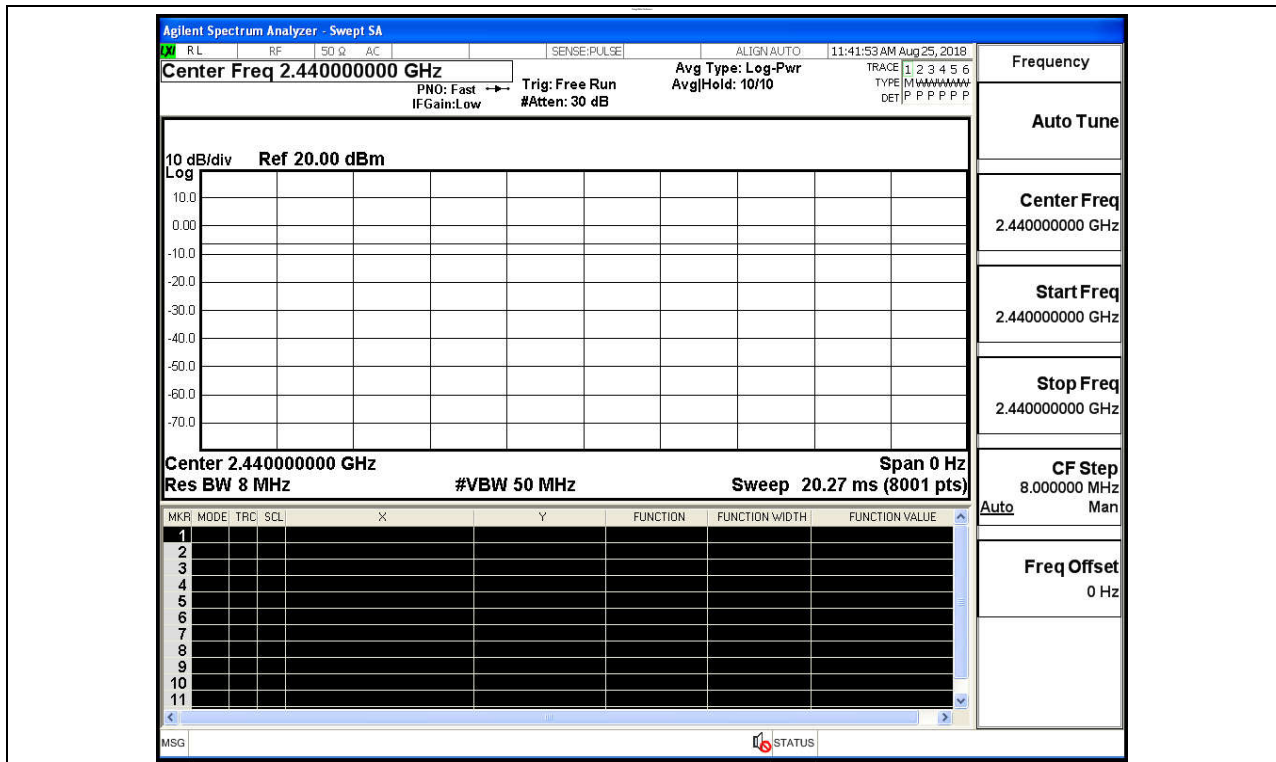 Agilent Spectrum Analyzer - Swept SA
LXI RL RF 50 Ω AC SENSE:PULSE ALIGN AUTO 11:41:53 AM Aug 25, 2018
Center Freq 2.440000000 GHz
PNO: Fast
IFGain:Low
Trig: Free Run
#Atten: 30 dB
Avg Type: Log-Pwr
Avg|Hold: 10/10
TRACE 1 2 3 4 5 6
TYPE M
DET P P P P P P
10 dB/div Ref 20.00 dBm
Log
10.0
0.00
-10.0
-20.0
-30.0
-40.0
-50.0
-60.0
-70.0
Center 2.440000000 GHz Span 0 Hz
Res BW 8 MHz #VBW 50 MHz Sweep 20.27 ms (8001 pts)
MKR MODE TRC SCL X Y FUNCTION FUNCTION WIDTH FUNCTION VALUE
1
2
3
4
5
6
7
8
9
10
11
MSG STATUS
Frequency
Auto Tune
Center Freq
2.440000000 GHz
Start Freq
2.440000000 GHz
Stop Freq
2.440000000 GHz
CF Step
8.000000 MHz
Auto Man
Freq Offset
0 Hz